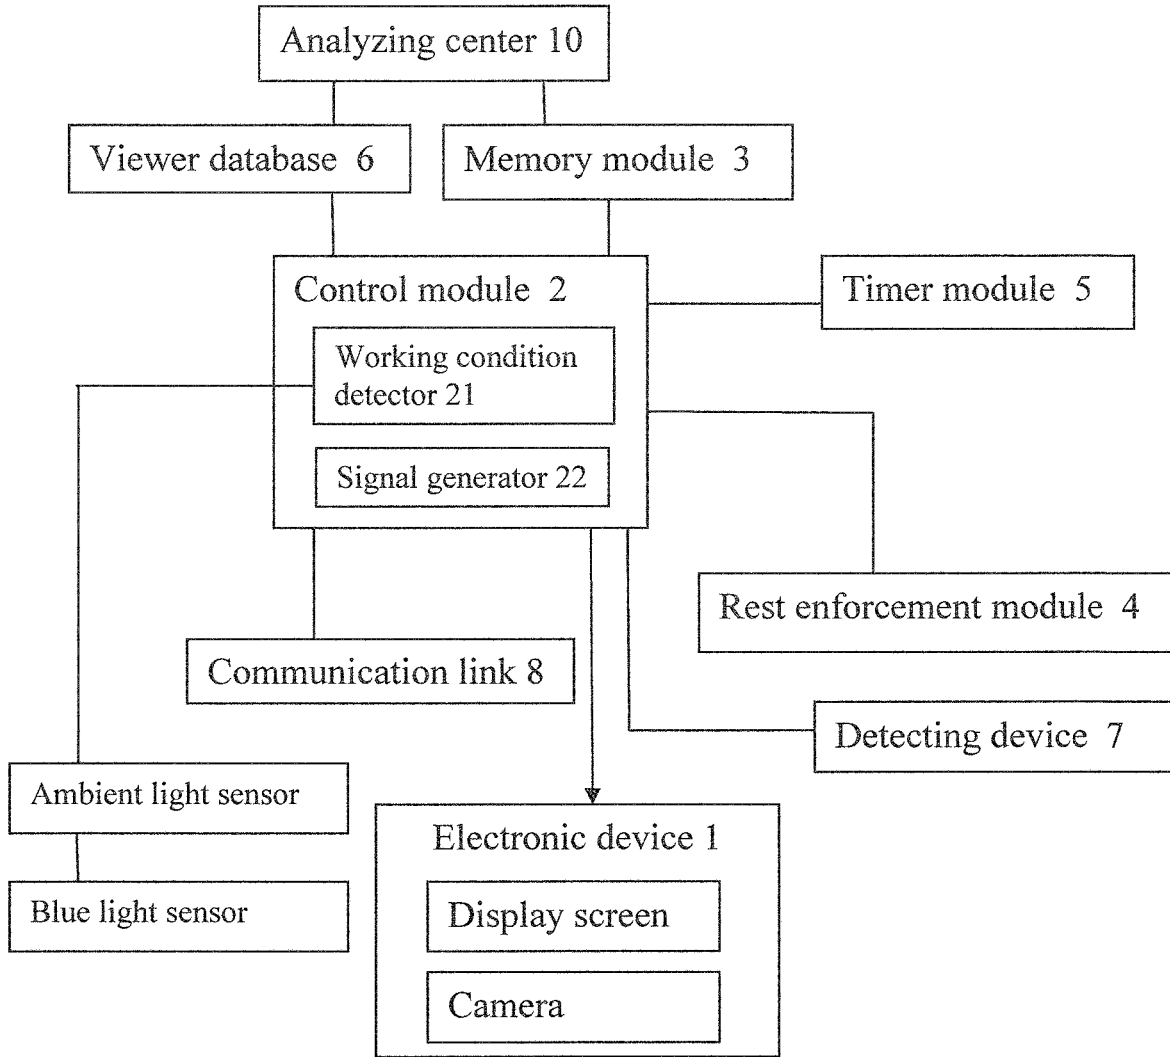 Analyzing center 10
Viewer database 6
Memory module 3
Control module 2
Timer module 5
Working condition
detector 21
Signal generator 22
Rest enforcement module 4
Communication link 8
Detecting device 7
Ambient light sensor
Electronic device 1
Blue light sensor
Display screen
Camera